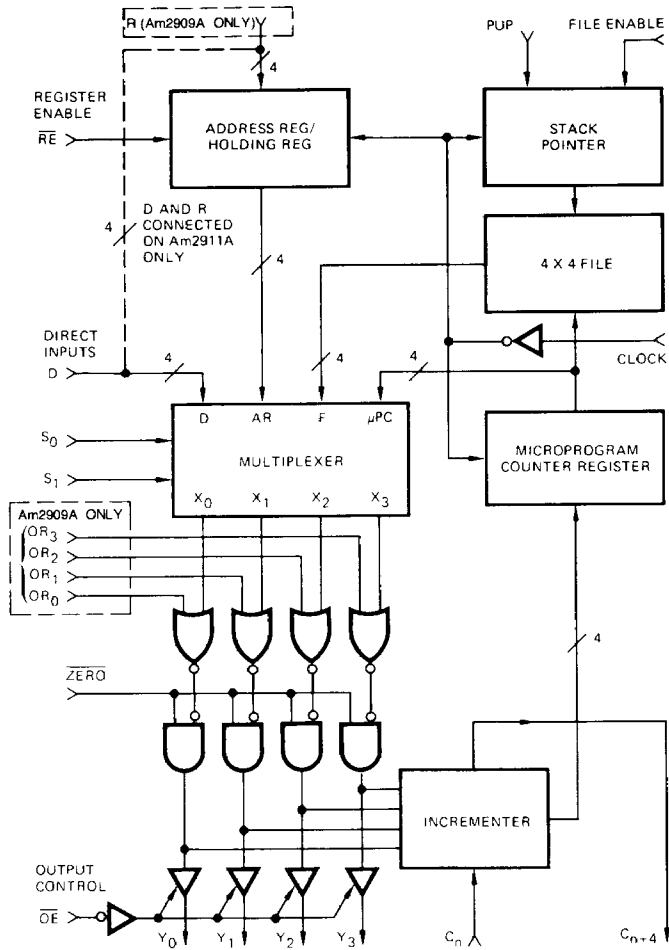 R (Am2909A ONLY)
4
PUP
FILE ENABLE
REGISTER
ENABLE
RE
ADDRESS REG/
HOLDING REG
STACK
POINTER
4
D AND R
CONNECTED
ON Am2911A
ONLY
4
4 X 4 FILE
DIRECT
INPUTS
D
4
4
4
CLOCK
D
AR
F
μPC
MULTIPLEXER
S0
S1
X0
X1
X2
X3
MICROPROGRAM
COUNTER REGISTER
Am2909A ONLY
OR3
OR2
OR1
OR0
4
ZERO
INCREMENTER
OUTPUT
CONTROL
OE
Y0
Y1
Y2
Y3
Cn
Cn+4